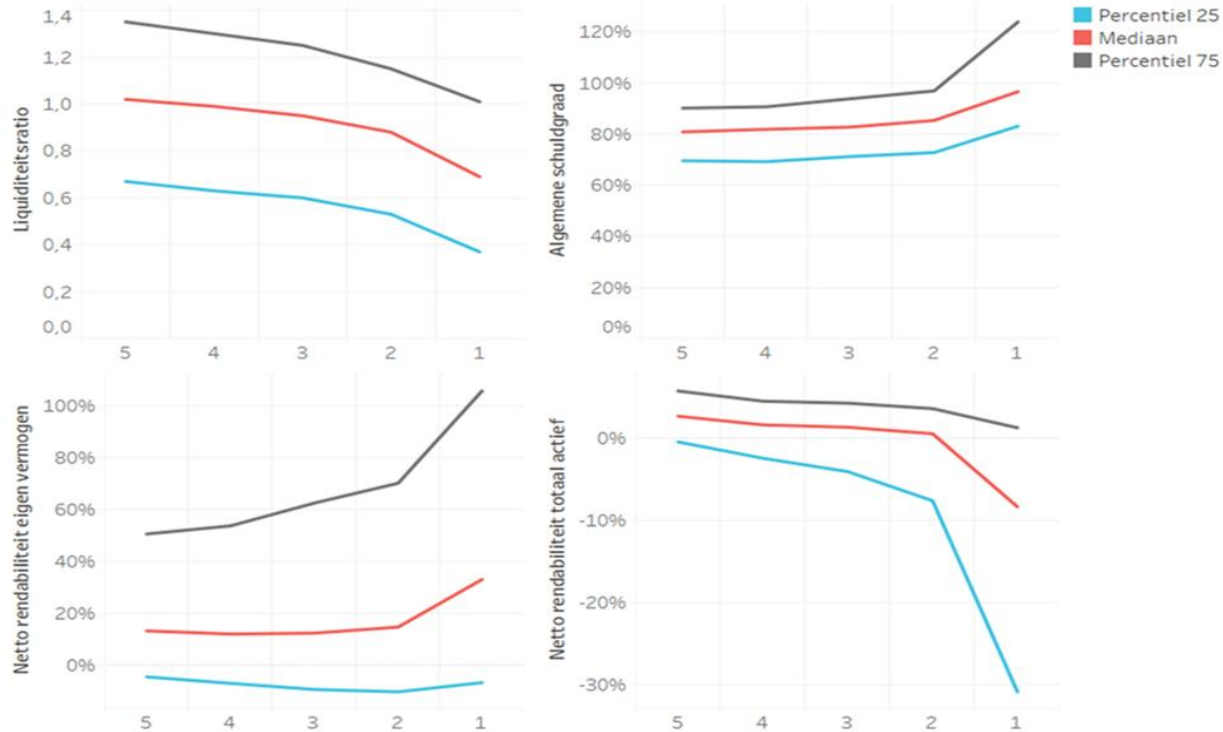 Liquiditeitsratio
1,4
1,2
1,0
0,8
0,6
0,4
0,2
0,0
5 4 3 2 1
Algemene schuldgraad
120%
100%
80%
60%
40%
20%
0%
5 4 3 2 1
Percentiel 25
Mediaan
Percentiel 75
Netto rendabiliteit eigen vermogen
100%
80%
60%
40%
20%
0%
5 4 3 2 1
Netto rendabiliteit totaal actief
0%
-10%
-20%
-30%
5 4 3 2 1